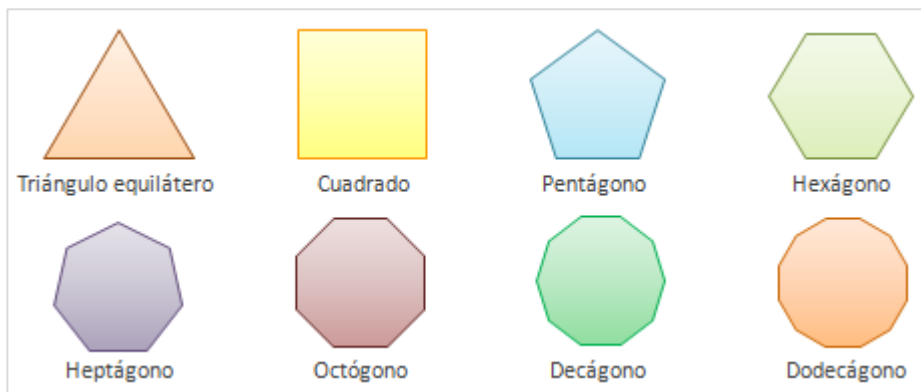 Triángulo equilátero
Cuadrado
Pentágono
Hexágono
Heptágono
Octógono
Decágono
Dodecágono